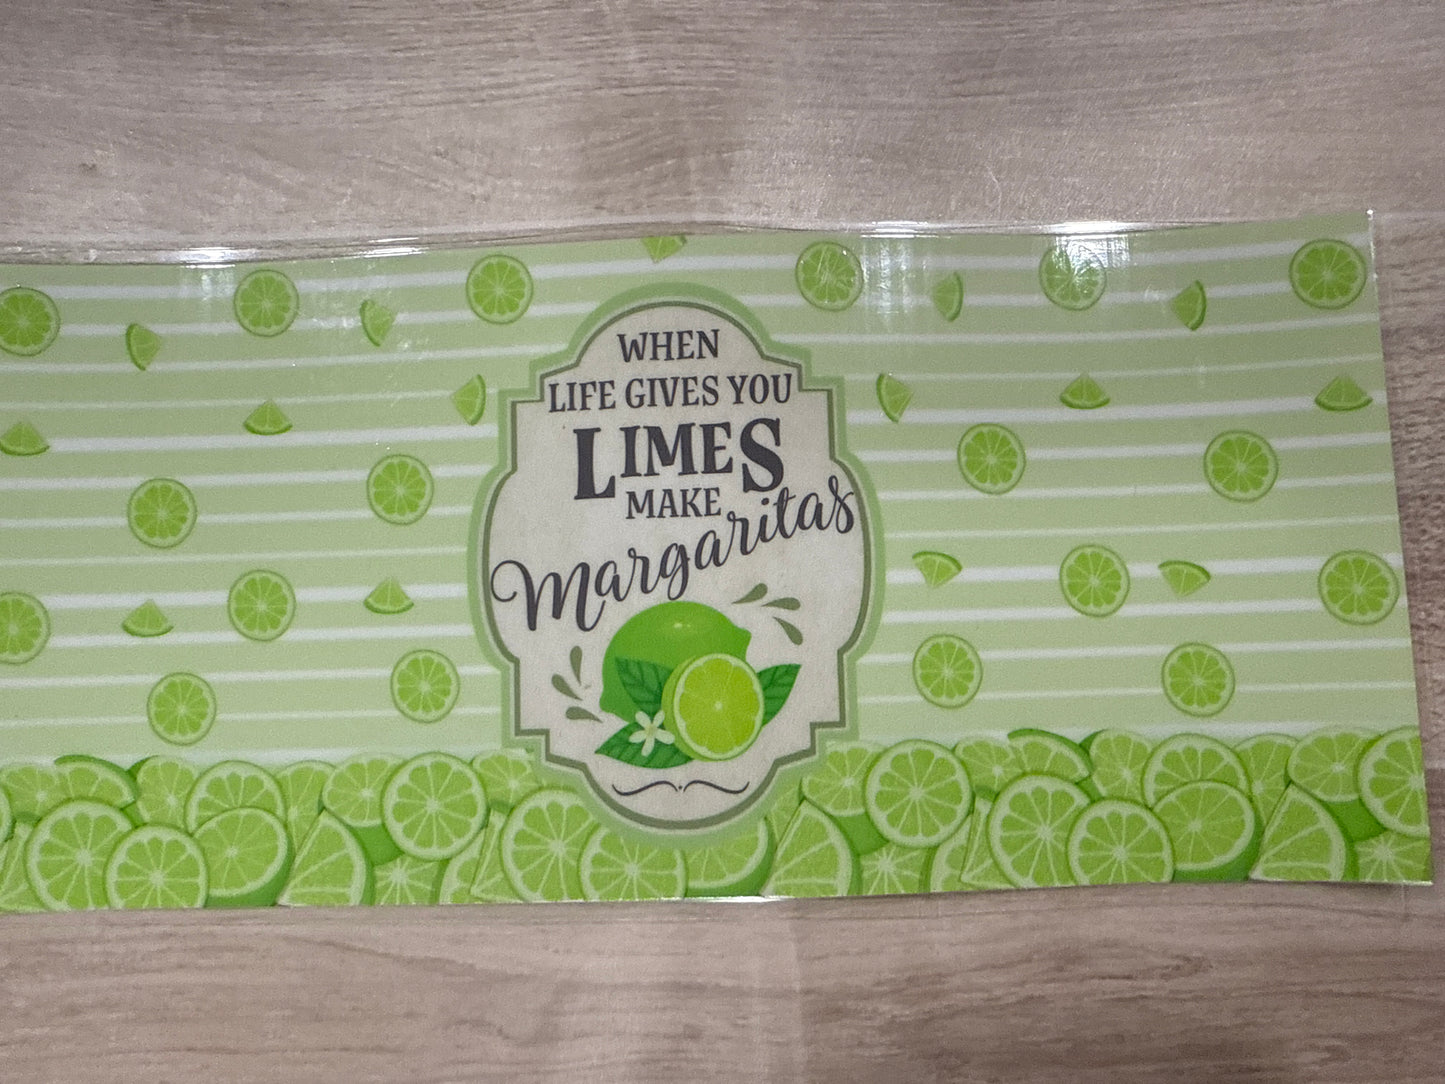 WHEN
LIFE GIVES YOU
LIMES
MAKE
Margaritas